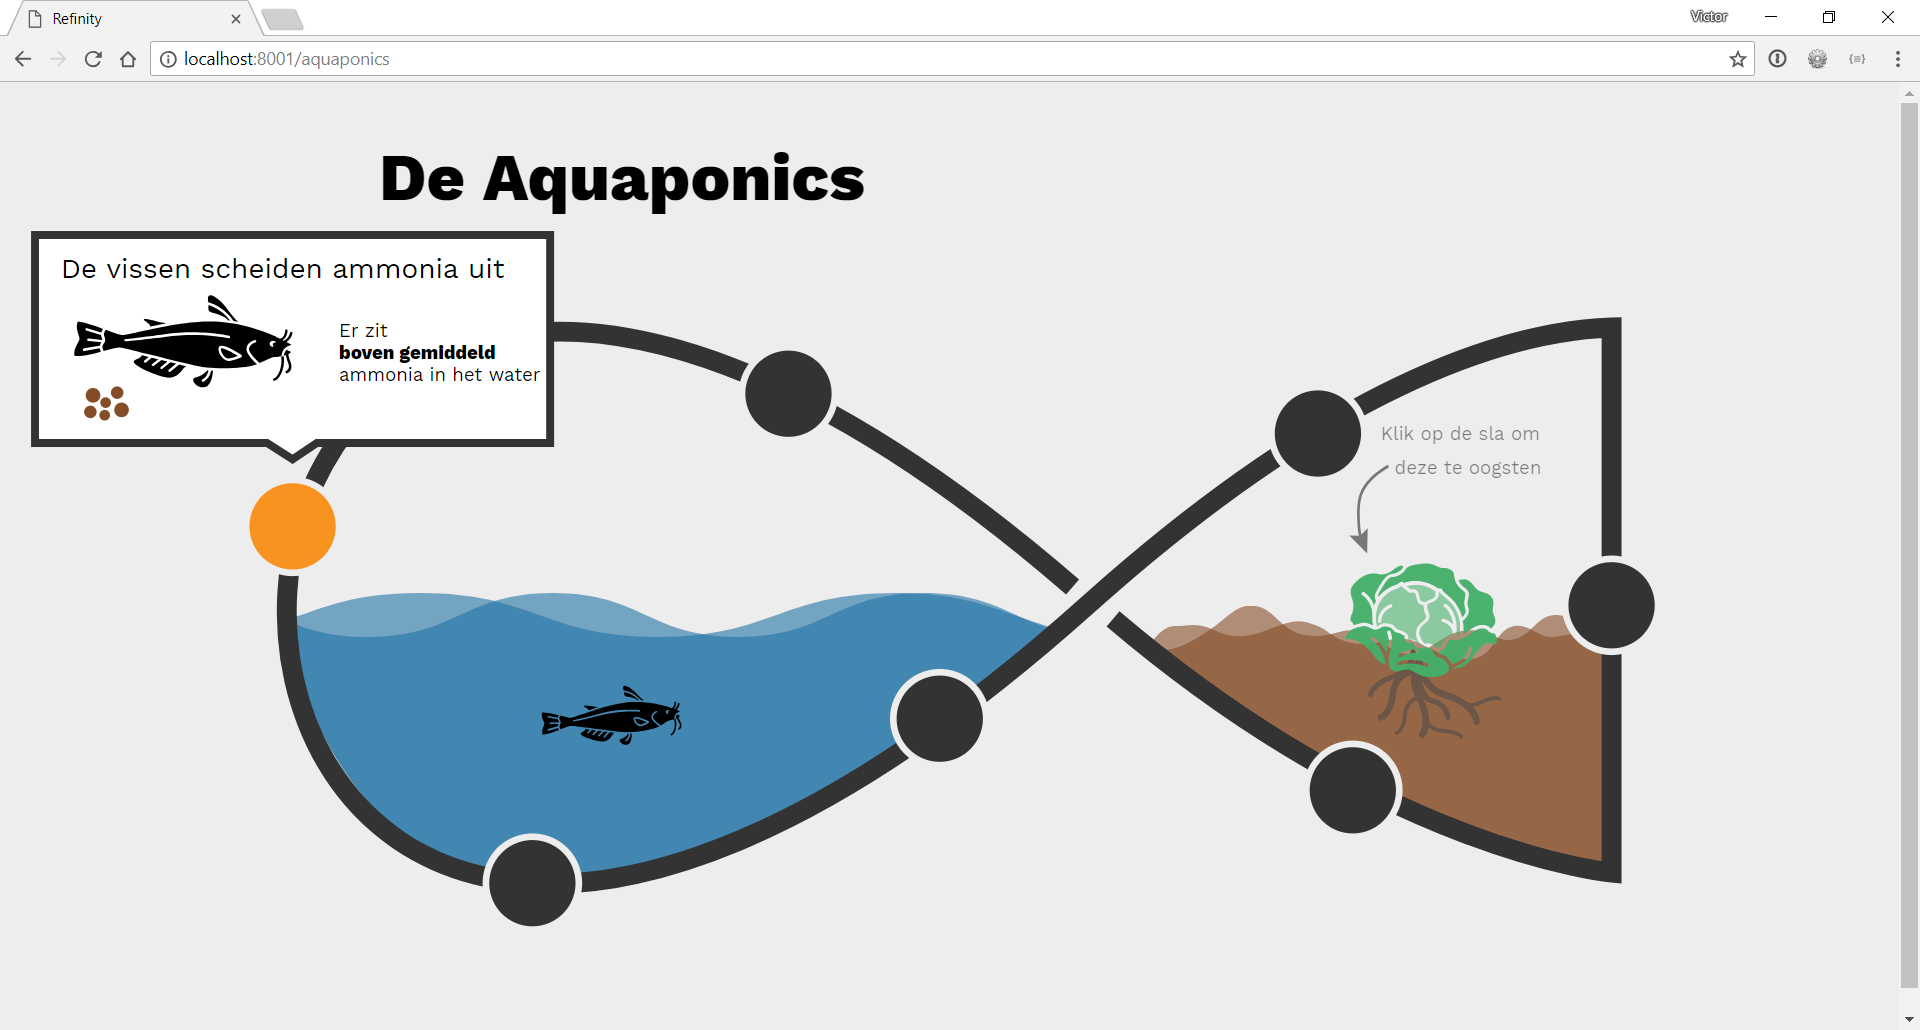 Refinity
Victor
localhost:8001/aquaponics
De Aquaponics
De vissen scheiden ammonia uit
Er zit
boven gemiddeld
ammonia in het water
Klik op de sla om
deze te oogsten